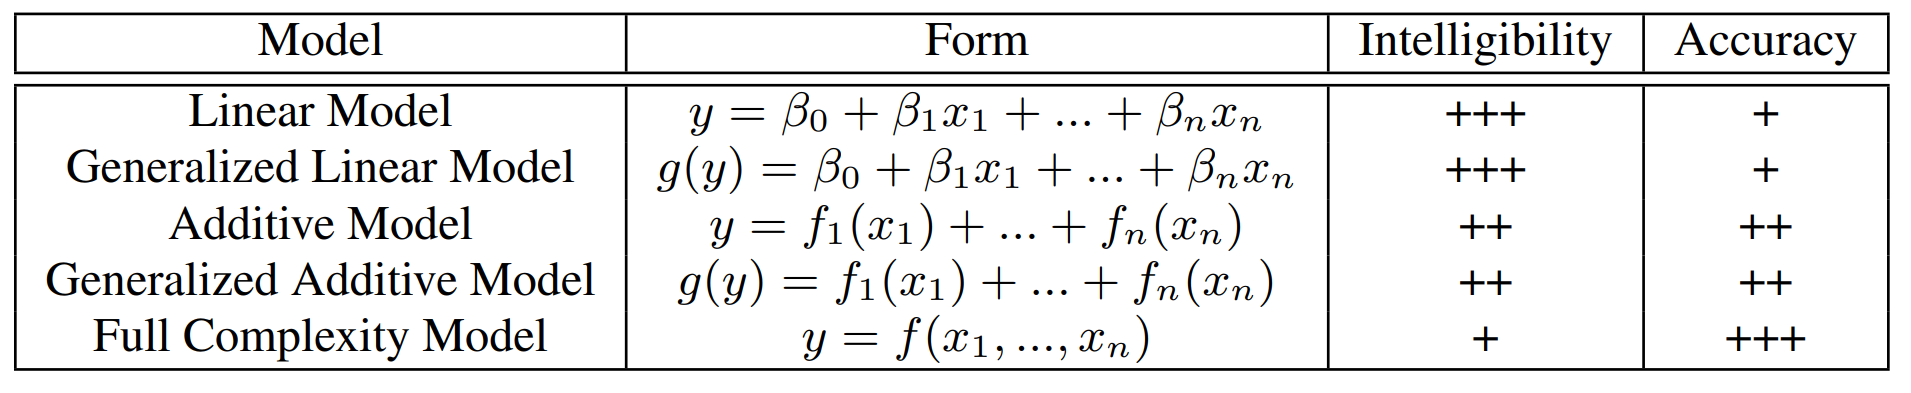 Model Form Intelligibility Accuracy
Linear Model y = β₀ + β₁x₁ + ... + βₙxₙ +++ +
Generalized Linear Model g(y) = β₀ + β₁x₁ + ... + βₙxₙ +++ +
Additive Model y = f₁(x₁) + ... + fₙ(xₙ) ++ ++
Generalized Additive Model g(y) = f₁(x₁) + ... + fₙ(xₙ) ++ ++
Full Complexity Model y = f(x₁, ..., xₙ) + +++